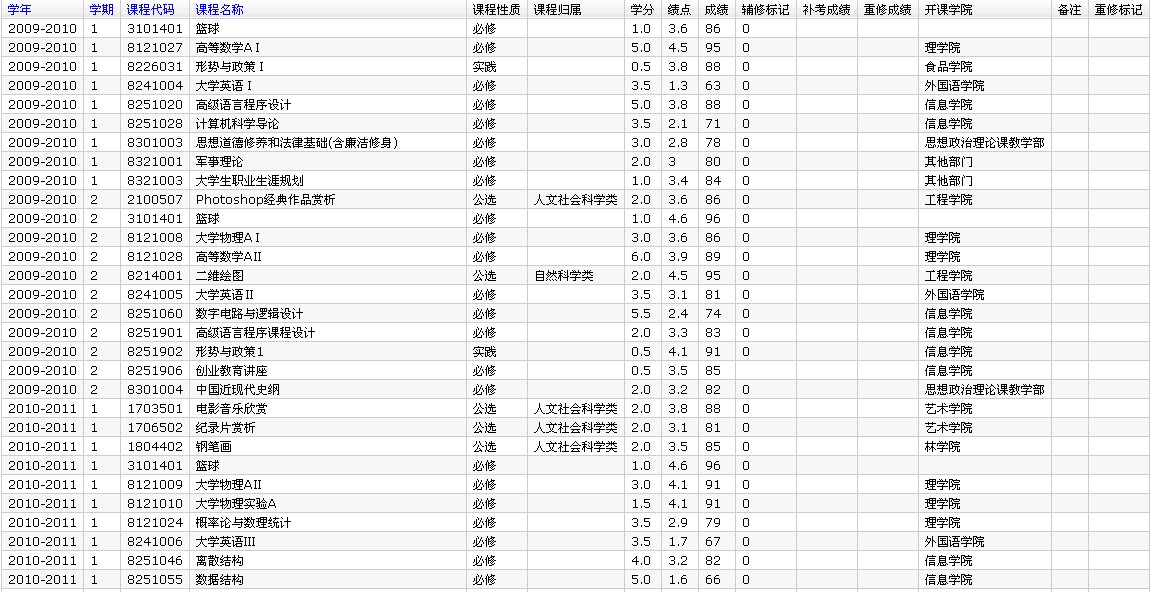 学年 学期 课程代码 课程名称 课程性质 课程归属 学分 绩点 成绩 辅修标记 补考成绩 重修成绩 开课学院 备注 重修标记
2009-2010 1 3101401 篮球 必修 1.0 3.6 86 0
2009-2010 1 8121027 高等数学AⅠ 必修 5.0 4.5 95 0 理学院
2009-2010 1 8226031 形势与政策Ⅰ 实践 0.5 3.8 88 0 食品学院
2009-2010 1 8241004 大学英语Ⅰ 必修 3.5 1.3 63 0 外国语学院
2009-2010 1 8251020 高级语言程序设计 必修 5.0 3.8 88 0 信息学院
2009-2010 1 8251028 计算机科学导论 必修 3.5 2.1 71 0 信息学院
2009-2010 1 8301003 思想道德修养和法律基础(含廉洁修身) 必修 3.0 2.8 78 0 思想政治理论课教学部
2009-2010 1 8321001 军事理论 必修 2.0 3 80 0 其他部门
2009-2010 1 8321003 大学生职业生涯规划 必修 1.0 3.4 84 0 其他部门
2009-2010 2 2100507 Photoshop经典作品赏析 公选 人文社会科学类 2.0 3.6 86 0 工程学院
2009-2010 2 3101401 篮球 必修 1.0 4.6 96 0
2009-2010 2 8121008 大学物理AⅠ 必修 3.0 3.6 86 0 理学院
2009-2010 2 8121028 高等数学AII 必修 6.0 3.9 89 0 理学院
2009-2010 2 8214001 二维绘图 公选 自然科学类 2.0 4.5 95 0 工程学院
2009-2010 2 8241005 大学英语Ⅱ 必修 3.5 3.1 81 0 外国语学院
2009-2010 2 8251060 数字电路与逻辑设计 必修 5.5 2.4 74 0 信息学院
2009-2010 2 8251901 高级语言程序课程设计 必修 2.0 3.3 83 0 信息学院
2009-2010 2 8251902 形势与政策1 实践 0.5 4.1 91 0 信息学院
2009-2010 2 8251906 创业教育讲座 必修 0.5 3.5 85 信息学院
2009-2010 2 8301004 中国近现代史纲 必修 2.0 3.2 82 0 思想政治理论课教学部
2010-2011 1 1703501 电影音乐欣赏 公选 人文社会科学类 2.0 3.8 88 0 艺术学院
2010-2011 1 1706502 纪录片赏析 公选 人文社会科学类 2.0 3.1 81 0 艺术学院
2010-2011 1 1804402 钢笔画 公选 人文社会科学类 2.0 3.5 85 0 林学院
2010-2011 1 3101401 篮球 必修 1.0 4.6 96 0
2010-2011 1 8121009 大学物理AII 必修 3.0 4.1 91 0 理学院
2010-2011 1 8121010 大学物理实验A 必修 1.5 4.1 91 0 理学院
2010-2011 1 8121024 概率论与数理统计 必修 3.5 2.9 79 0 理学院
2010-2011 1 8241006 大学英语III 必修 3.5 1.7 67 0 外国语学院
2010-2011 1 8251046 离散结构 必修 4.0 3.2 82 0 信息学院
2010-2011 1 8251055 数据结构 必修 5.0 1.6 66 0 信息学院